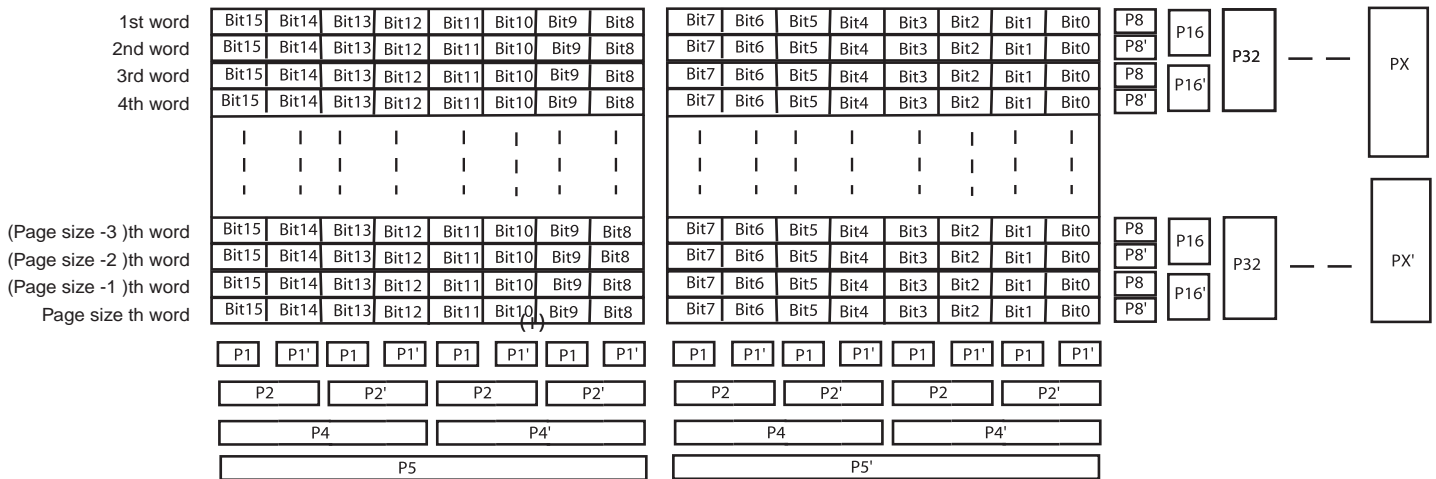 1st word Bit15 Bit14 Bit13 Bit12 Bit11 Bit10 Bit9 Bit8 Bit7 Bit6 Bit5 Bit4 Bit3 Bit2 Bit1 Bit0 P8 P16 P32 PX
2nd word Bit15 Bit14 Bit13 Bit12 Bit11 Bit10 Bit9 Bit8 Bit7 Bit6 Bit5 Bit4 Bit3 Bit2 Bit1 Bit0 P8'
3rd word Bit15 Bit14 Bit13 Bit12 Bit11 Bit10 Bit9 Bit8 Bit7 Bit6 Bit5 Bit4 Bit3 Bit2 Bit1 Bit0 P8 P16'
4th word Bit15 Bit14 Bit13 Bit12 Bit11 Bit10 Bit9 Bit8 Bit7 Bit6 Bit5 Bit4 Bit3 Bit2 Bit1 Bit0 P8'
(Page size -3 )th word Bit15 Bit14 Bit13 Bit12 Bit11 Bit10 Bit9 Bit8 Bit7 Bit6 Bit5 Bit4 Bit3 Bit2 Bit1 Bit0 P8 P16 P32 PX'
(Page size -2 )th word Bit15 Bit14 Bit13 Bit12 Bit11 Bit10 Bit9 Bit8 Bit7 Bit6 Bit5 Bit4 Bit3 Bit2 Bit1 Bit0 P8'
(Page size -1 )th word Bit15 Bit14 Bit13 Bit12 Bit11 Bit10 Bit9 Bit8 Bit7 Bit6 Bit5 Bit4 Bit3 Bit2 Bit1 Bit0 P8 P16'
Page size th word Bit15 Bit14 Bit13 Bit12 Bit11 Bit10 Bit9 Bit8 Bit7 Bit6 Bit5 Bit4 Bit3 Bit2 Bit1 Bit0 P8'
(+)
P1 P1' P1 P1' P1 P1' P1 P1' P1 P1' P1 P1' P1 P1' P1 P1'
P2 P2' P2 P2' P2 P2' P2 P2'
P4 P4' P4 P4'
P5 P5'